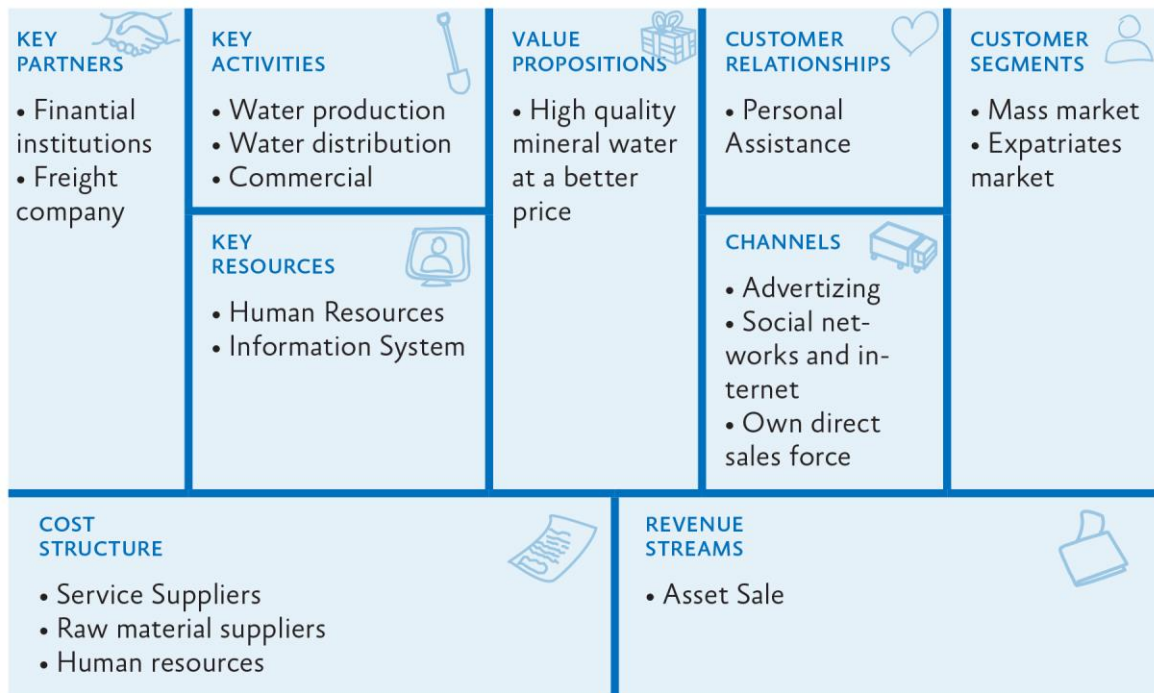 KEY
PARTNERS
• Finantial
institutions
• Freight
company
KEY
ACTIVITIES
• Water production
• Water distribution
• Commercial
KEY
RESOURCES
• Human Resources
• Information System
VALUE
PROPOSITIONS
• High quality
mineral water
at a better
price
CUSTOMER
RELATIONSHIPS
• Personal
Assistance
CHANNELS
• Advertizing
• Social net-
works and in-
ternet
• Own direct
sales force
CUSTOMER
SEGMENTS
• Mass market
• Expatriates
market
COST
STRUCTURE
• Service Suppliers
• Raw material suppliers
• Human resources
REVENUE
STREAMS
• Asset Sale